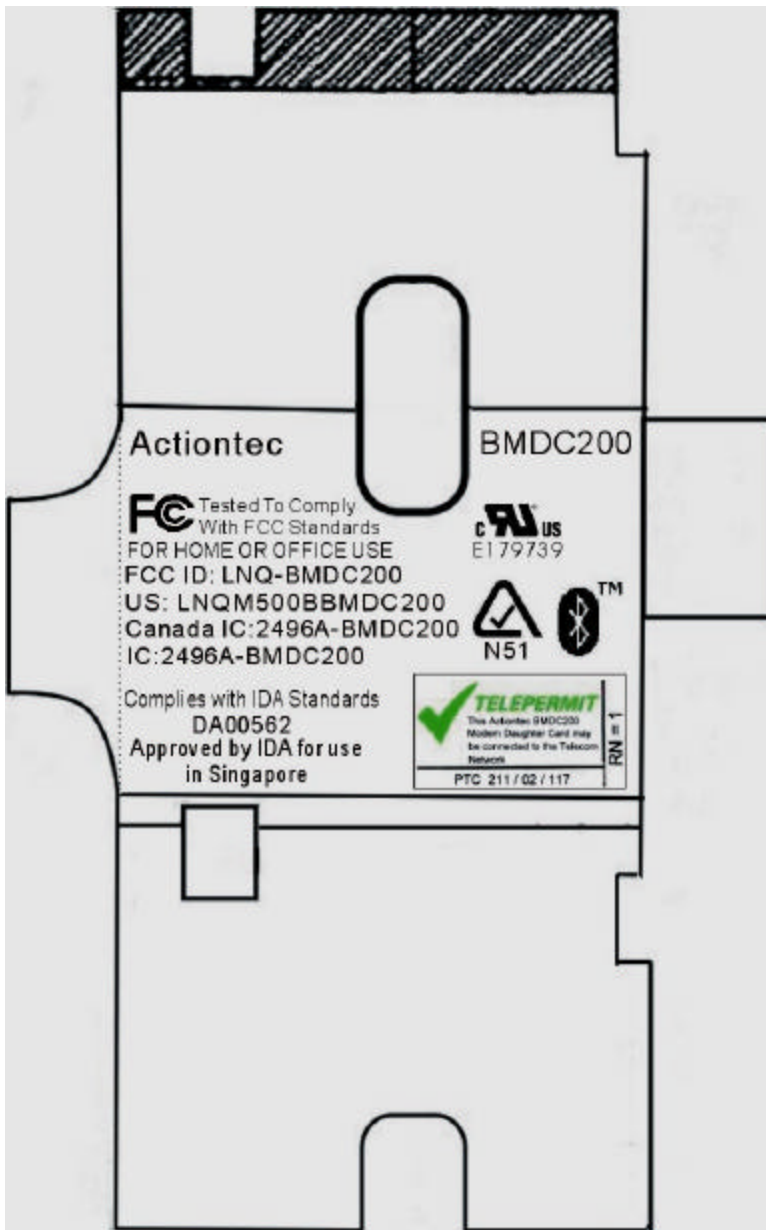 Actiontec
BMDC200
FC Tested To Comply
With FCC Standards
FOR HOME OR OFFICE USE
FCC ID: LNQ-BMDC200
US: LNQM500BBMDC200
Canada IC:2496A-BMDC200
IC:2496A-BMDC200
c RU US
E179739
N51
TM
Complies with IDA Standards
DA00562
Approved by IDA for use
in Singapore
TELEPERMIT
This Actiontec BMDC200
Modem Daughter Card may
be connected to the Telecom
Network
RN = 1
PTC 211 / 02 / 117